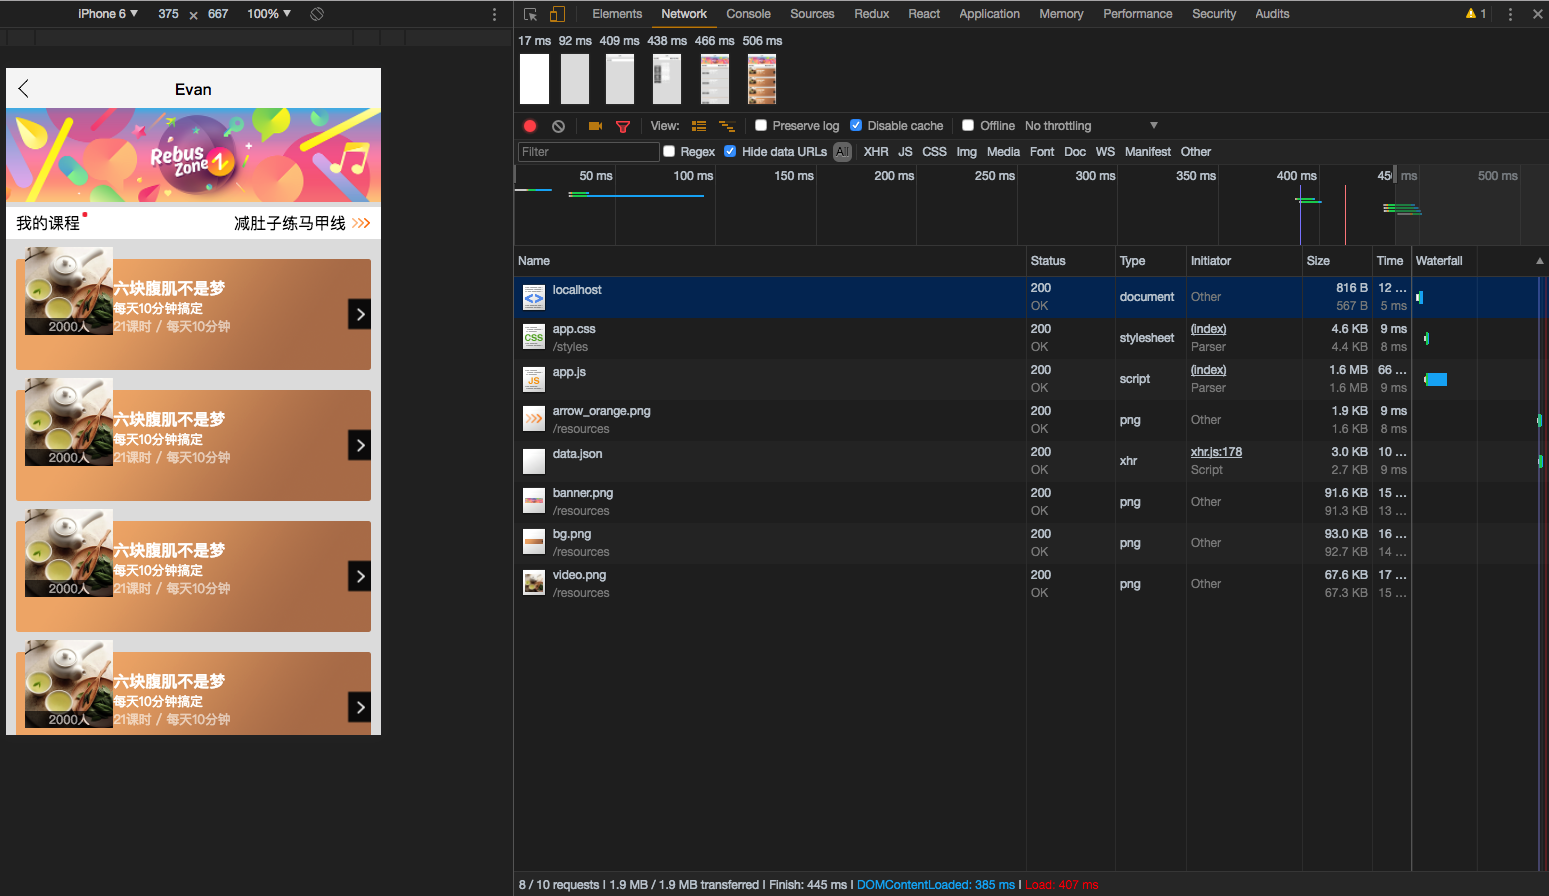 iPhone 6 ▼ 375 x 667 100% ▼
Elements Network Console Sources Redux React Application Memory Performance Security Audits 1
17 ms 92 ms 409 ms 438 ms 466 ms 506 ms
View: Preserve log Disable cache Offline No throttling ▼
Filter Regex Hide data URLs All XHR JS CSS Img Media Font Doc WS Manifest Other
50 ms 100 ms 150 ms 200 ms 250 ms 300 ms 350 ms 400 ms 45 ms 500 ms
Name Status Type Initiator Size Time Waterfall ▲
localhost 200 OK document Other 816 B 567 B 12 ... 5 ms
app.css /styles 200 OK stylesheet (index) Parser 4.6 KB 4.4 KB 9 ms 8 ms
CSS
app.js 200 OK script (index) Parser 1.6 MB 1.6 MB 66 ... 9 ms
JS
arrow_orange.png /resources 200 OK png Other 1.9 KB 1.6 KB 9 ms 8 ms
data.json 200 OK xhr xhr.js:178 Script 3.0 KB 2.7 KB 10 ... 9 ms
banner.png /resources 200 OK png Other 91.6 KB 91.3 KB 15 ... 13 ...
bg.png /resources 200 OK png Other 93.0 KB 92.7 KB 16 ... 14 ...
video.png /resources 200 OK png Other 67.6 KB 67.3 KB 17 ... 15 ...
8 / 10 requests | 1.9 MB / 1.9 MB transferred | Finish: 445 ms | DOMContentLoaded: 385 ms | Load: 407 ms
Evan
Rebus
Zone 1
我的课程 减肚子练马甲线
六块腹肌不是梦
每天10分钟搞定
2000人 21课时 / 每天10分钟
六块腹肌不是梦
每天10分钟搞定
2000人 21课时 / 每天10分钟
六块腹肌不是梦
每天10分钟搞定
2000人 21课时 / 每天10分钟
六块腹肌不是梦
每天10分钟搞定
2000人 21课时 / 每天10分钟